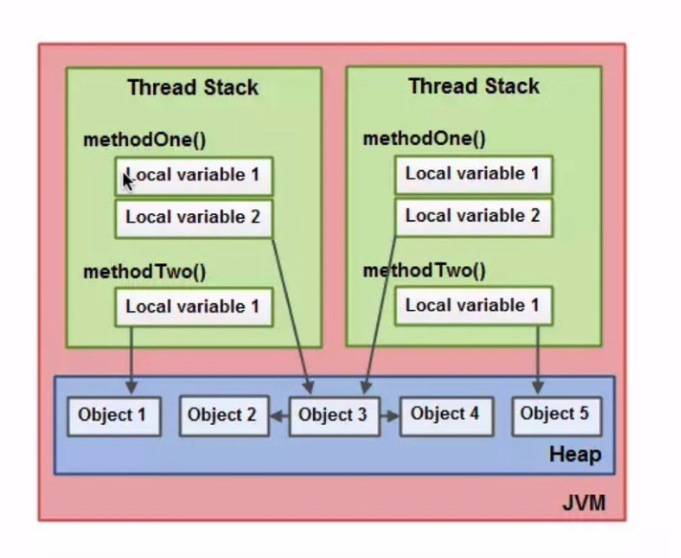 Thread Stack
methodOne()
Local variable 1
Local variable 2
methodTwo()
Local variable 1
Thread Stack
methodOne()
Local variable 1
Local variable 2
methodTwo()
Local variable 1
Object 1
Object 2
Object 3
Object 4
Object 5
Heap
JVM